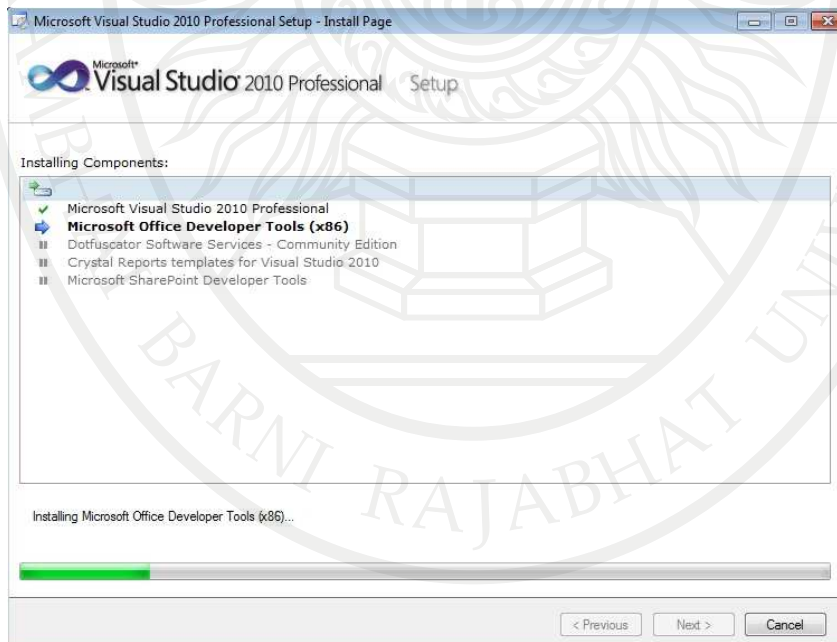 Microsoft Visual Studio 2010 Professional Setup - Install Page
Microsoft®
Visual Studio® 2010 Professional Setup
Installing Components:
Microsoft Visual Studio 2010 Professional
Microsoft Office Developer Tools (x86)
Dotfuscator Software Services - Community Edition
Crystal Reports templates for Visual Studio 2010
Microsoft SharePoint Developer Tools
BARNI RAJABHAT
Installing Microsoft Office Developer Tools (x86)...
< Previous
Next >
Cancel